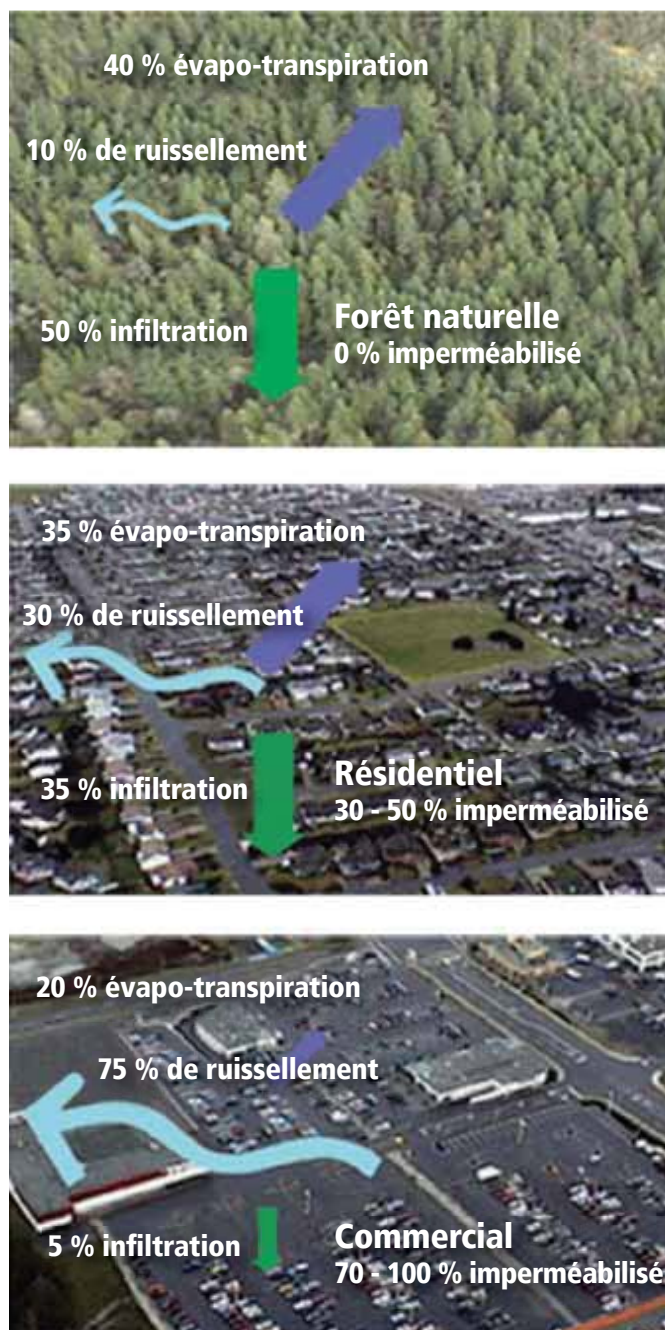 40 % évapo-transpiration
10 % de ruissellement
50 % infiltration
Forêt naturelle
0 % imperméabilisé
35 % évapo-transpiration
30 % de ruissellement
35 % infiltration
Résidentiel
30 - 50 % imperméabilisé
20 % évapo-transpiration
75 % de ruissellement
5 % infiltration
Commercial
70 - 100 % imperméabilisé